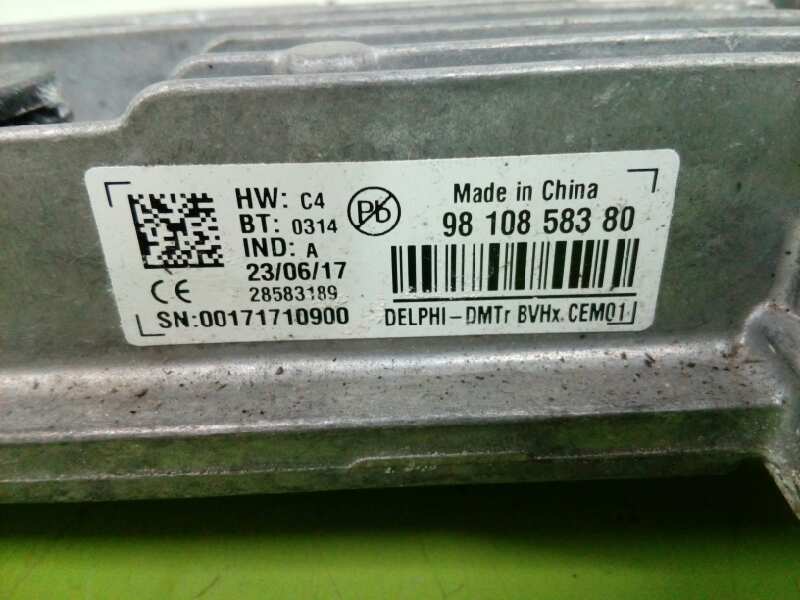 HW: C4
BT: 0314
IND: A
23/06/17
28583189
CE
SN:00171710900
Pb
Made in China
98 108 583 80
DELPHI-DMTr BVHx CEM01